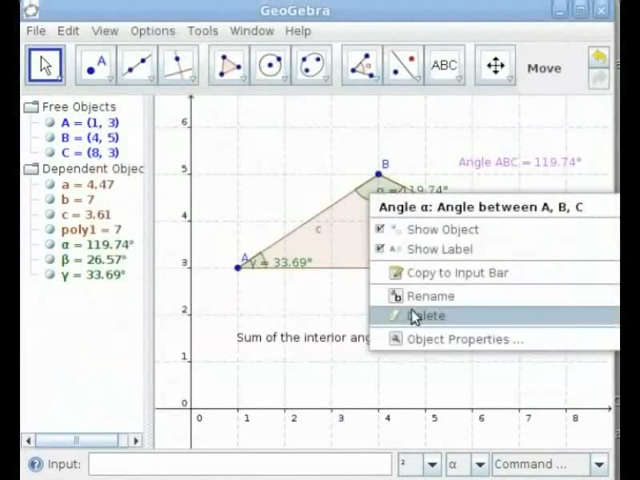 GeoGebra
File Edit View Options Tools Window Help
A ABC Move
Free Objects
A = (1, 3)
B = (4, 5)
C = (8, 3)
Dependent Objec
a = 4.47
b = 7
c = 3.61
poly1 = 7
α = 119.74°
β = 26.57°
γ = 33.69°
6
5
4
3
2
1
0
0 1 2 3 4 5 6 7 8
B
Angle ABC = 119.74°
α = 119.74°
c
A
γ = 33.69°
Sum of the interior ang
Angle α: Angle between A, B, C
Show Object
Show Label
Copy to Input Bar
Rename
Delete
Object Properties ...
Input: ² α Command ...